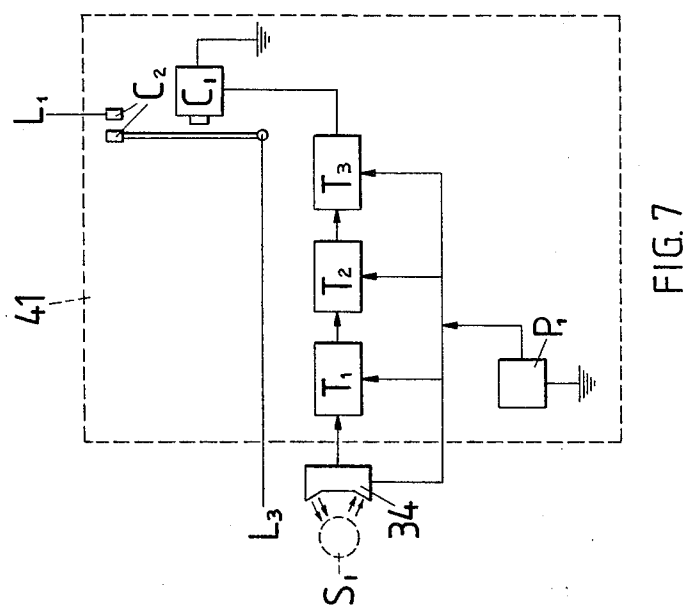 41
L₁
C₂
C₁
L₃
T₁
T₂
T₃
S₁
34
P₁
FIG. 7